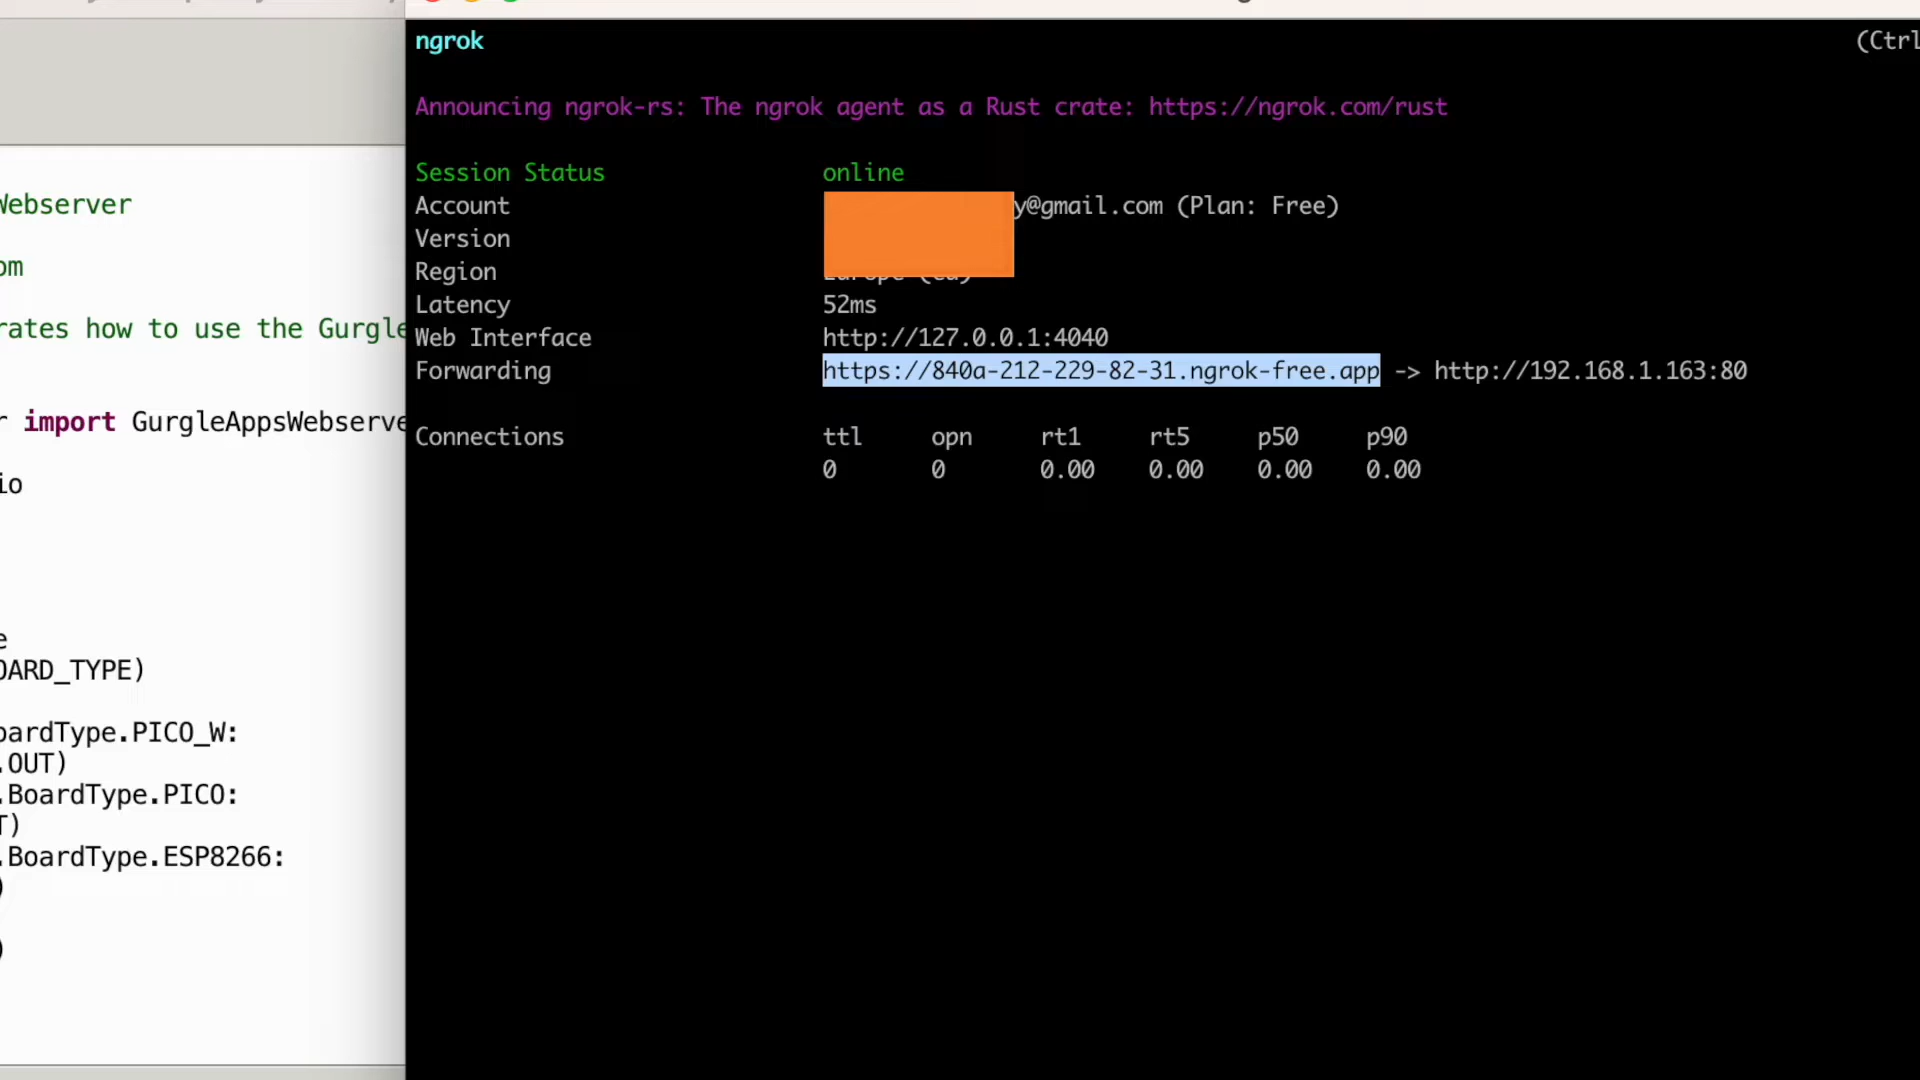 ngrok
(Ctrl
Announcing ngrok-rs: The ngrok agent as a Rust crate: https://ngrok.com/rust
Session Status online
Account y@gmail.com (Plan: Free)
Version
Region Europe (eu)
Latency 52ms
Web Interface http://127.0.0.1:4040
Forwarding https://840a-212-229-82-31.ngrok-free.app -> http://192.168.1.163:80
Connections ttl opn rt1 rt5 p50 p90
0 0 0.00 0.00 0.00 0.00
Webserver
om
rates how to use the Gurgle
r import GurgleAppsWebserve
io
e
OARD_TYPE)
oardType.PICO_W:
.OUT)
.BoardType.PICO:
T)
.BoardType.ESP8266:
)
)